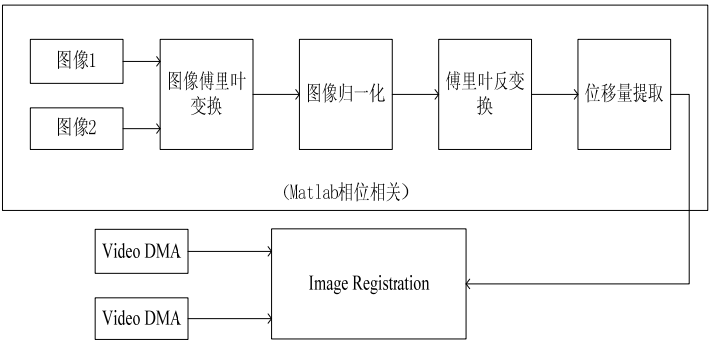 图像1
图像2
图像傅里叶
变换
图像归一化
傅里叶反变
换
位移量提取
（Matlab相位相关）
Video DMA
Video DMA
Image Registration